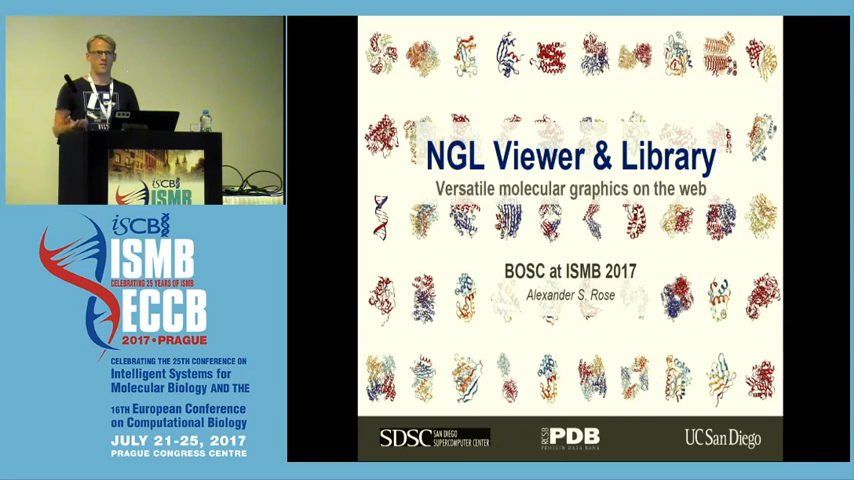 iSCB
ISMB
iSCB
ISMB
CELEBRATING 25 YEARS OF ISMB
ECCB
2017 • PRAGUE
CELEBRATING THE 25TH CONFERENCE ON
Intelligent Systems for
Molecular Biology AND THE
16TH European Conference
on Computational Biology
JULY 21-25, 2017
PRAGUE CONGRESS CENTRE
NGL Viewer & Library
Versatile molecular graphics on the web
BOSC at ISMB 2017
Alexander S. Rose
SDSC SAN DIEGO SUPERCOMPUTER CENTER
RCSB PDB
PROTEIN DATA BANK
UC San Diego